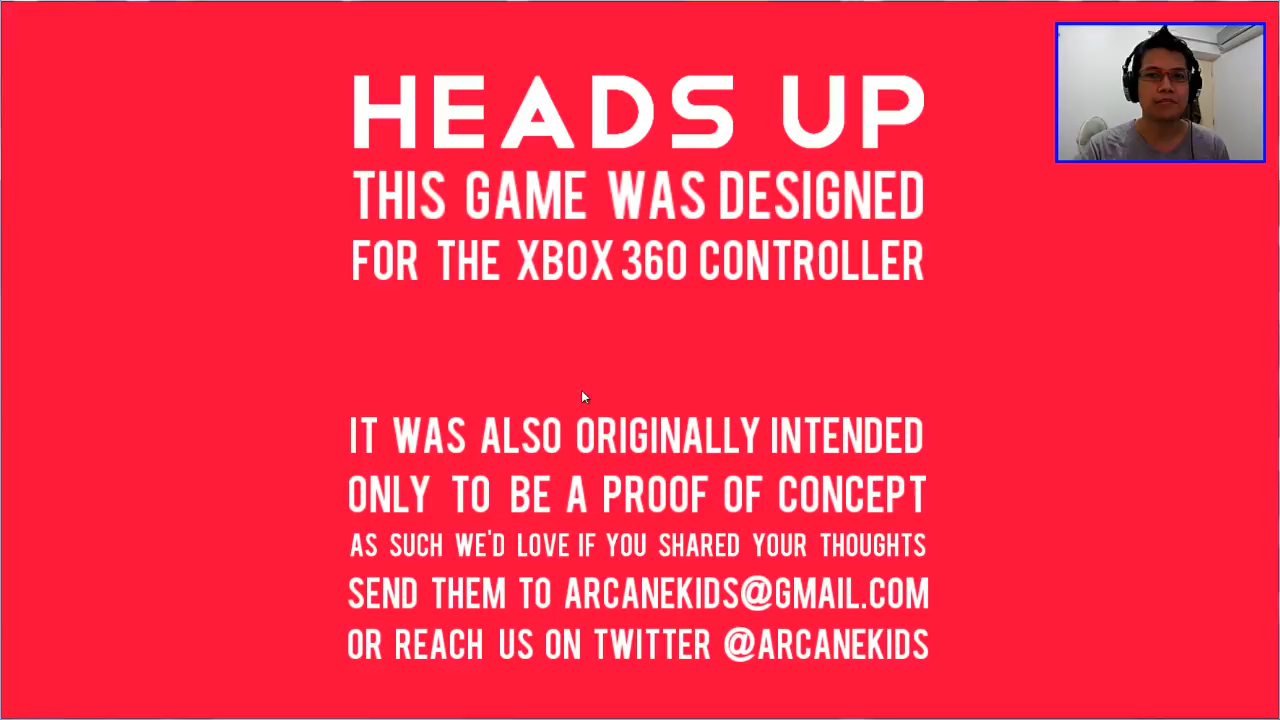 HEADS UP
THIS GAME WAS DESIGNED
FOR THE XBOX 360 CONTROLLER
IT WAS ALSO ORIGINALLY INTENDED
ONLY TO BE A PROOF OF CONCEPT
AS SUCH WE'D LOVE IF YOU SHARED YOUR THOUGHTS
SEND THEM TO ARCANEKIDS@GMAIL.COM
OR REACH US ON TWITTER @ARCANEKIDS